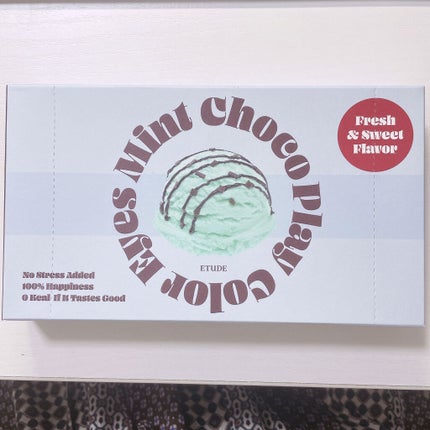 Mint Choco Play Color Eyes
Fresh
& Sweet
Flavor
ETUDE
No Stress Added
100% Happiness
0 Kcal If It Tastes Good